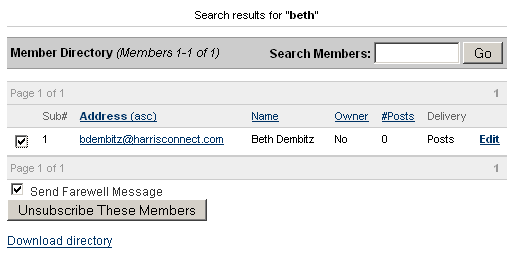 Search results for "beth"
Member Directory (Members 1-1 of 1) Search Members: Go
Page 1 of 1 1
Sub# Address (asc) Name Owner #Posts Delivery
1 bdembitz@harrisconnect.com Beth Dembitz No 0 Posts Edit
Page 1 of 1 1
Send Farewell Message
Unsubscribe These Members
Download directory